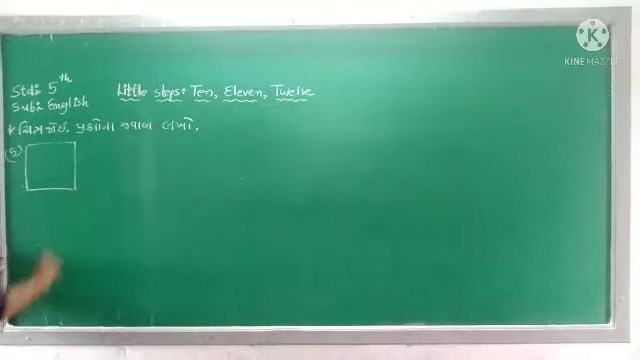 KINEMASTER
Std: 5th Little steps: Ten, Eleven, Twelve
Sub: English
* ચિત્ર જોઈ, પ્રશ્નોના જવાબ લખો.